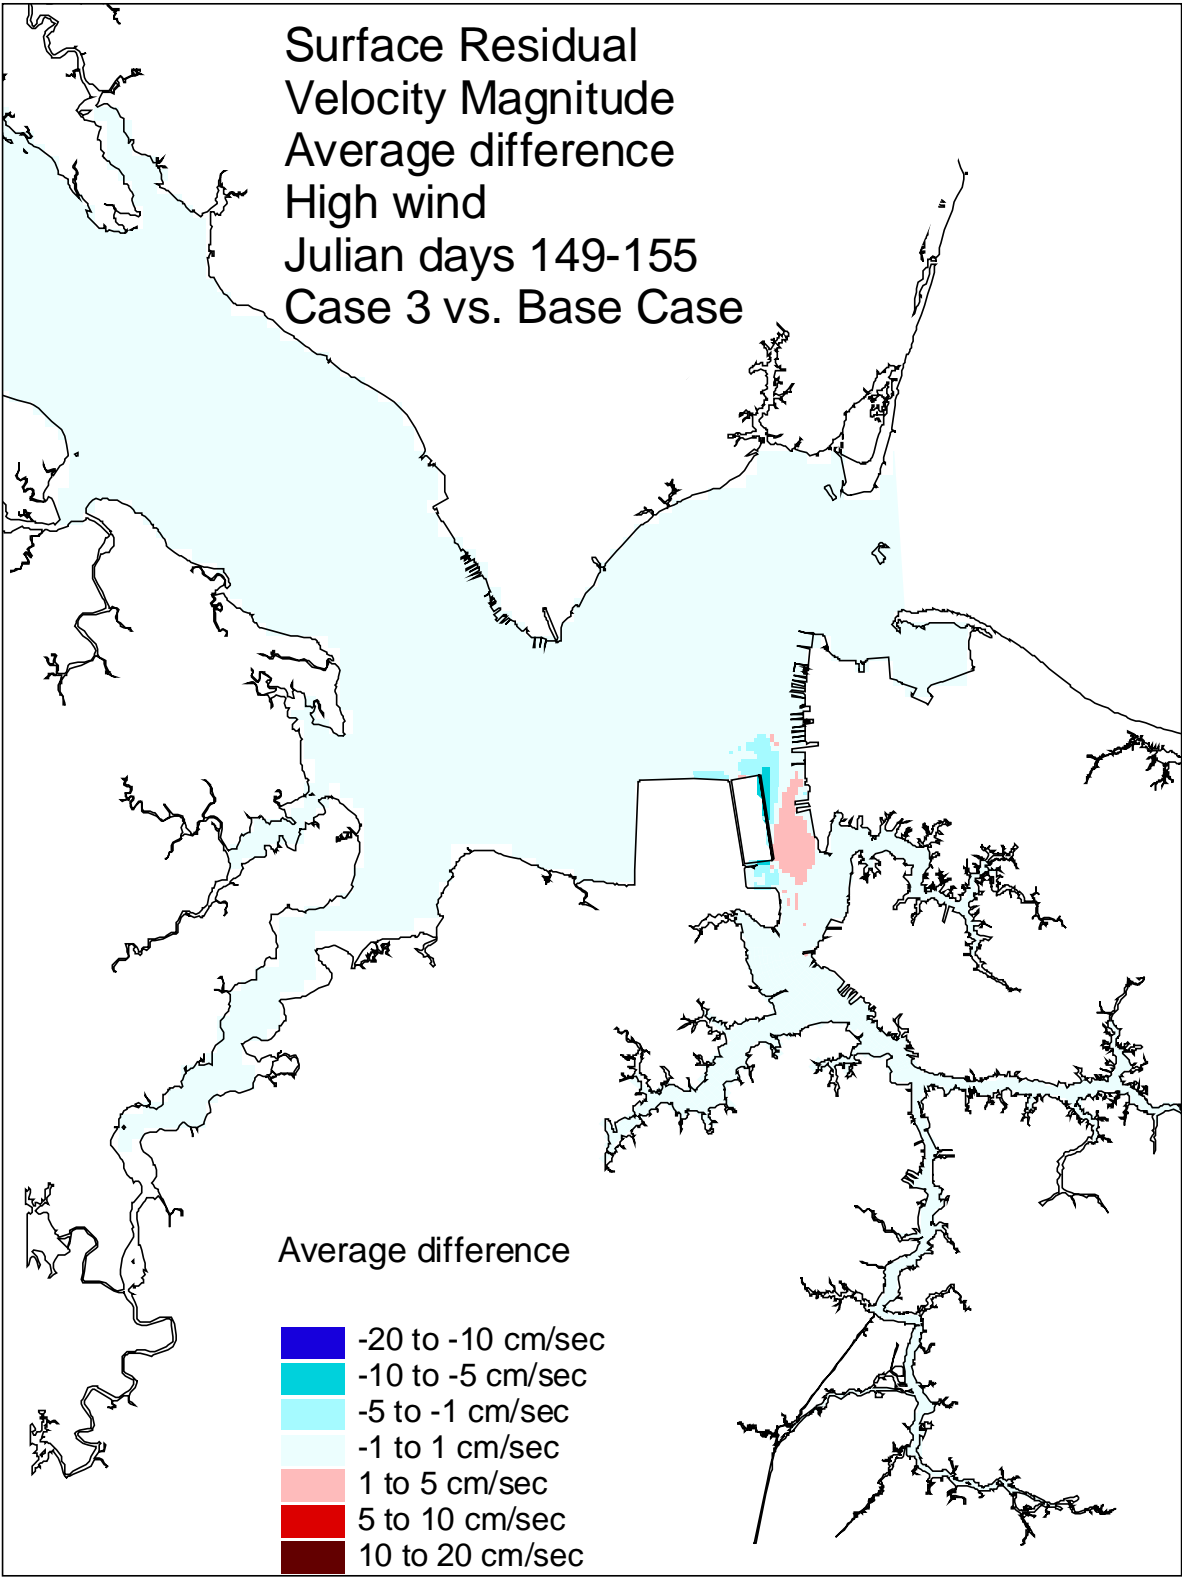 Surface Residual
Velocity Magnitude
Average difference
High wind
Julian days 149-155
Case 3 vs. Base Case
Average difference
-20 to -10 cm/sec
-10 to -5 cm/sec
-5 to -1 cm/sec
-1 to 1 cm/sec
1 to 5 cm/sec
5 to 10 cm/sec
10 to 20 cm/sec